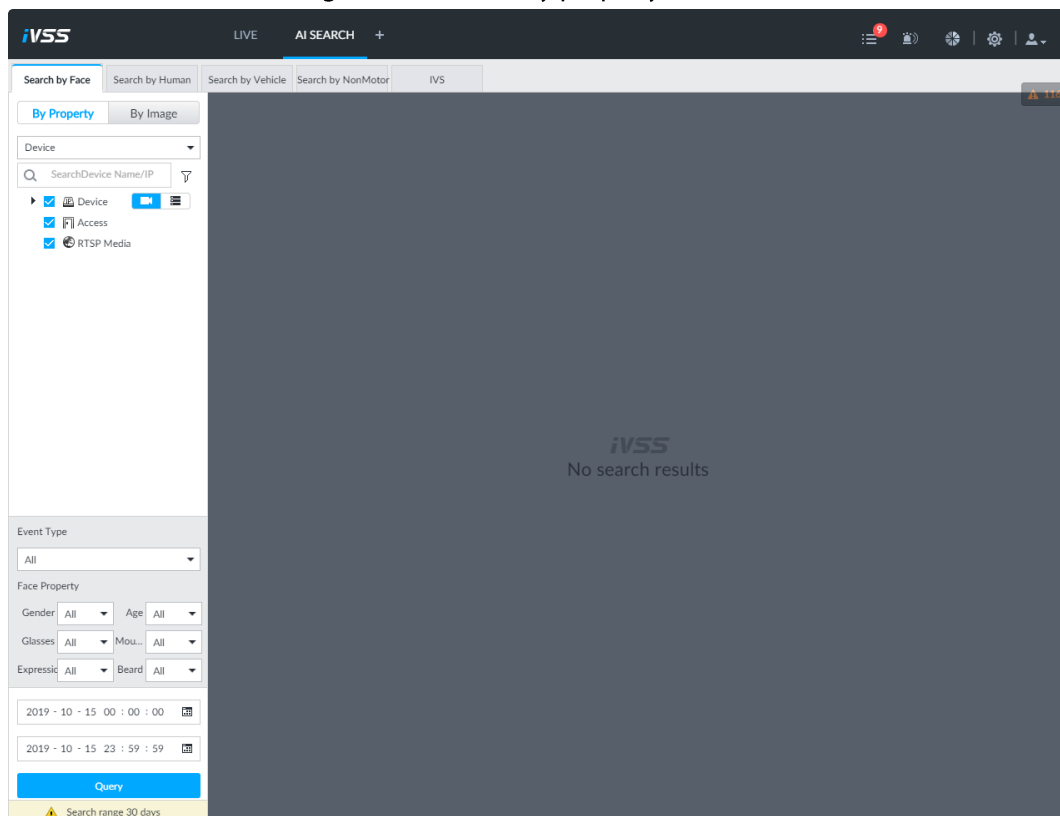 iVSS
LIVE AI SEARCH +
9
Search by Face Search by Human Search by Vehicle Search by NonMotor IVS
By Property By Image
Device
SearchDevice Name/IP
Device
Access
RTSP Media
iVSS
No search results
Event Type
All
Face Property
Gender All Age All
Glasses All Mou... All
Expressio All Beard All
2019 - 10 - 15 00 : 00 : 00
2019 - 10 - 15 23 : 59 : 59
Query
Search range 30 days